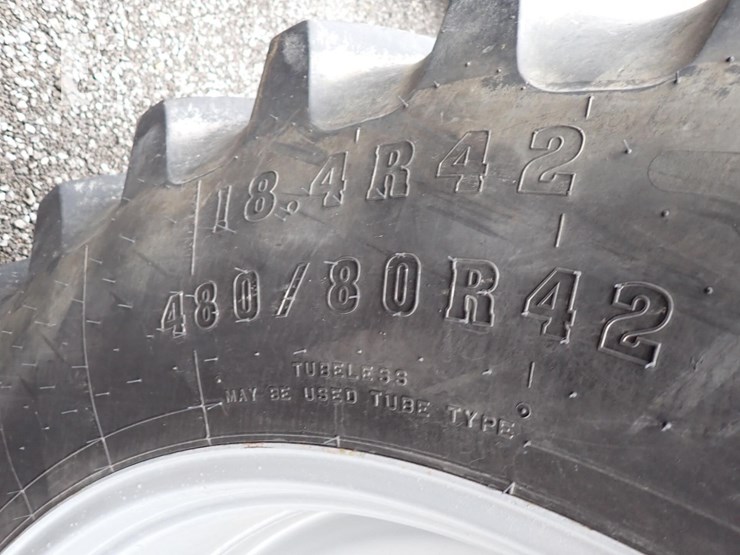 18.4R42
480/80R42
TUBELESS
MAY BE USED TUBE TYPE